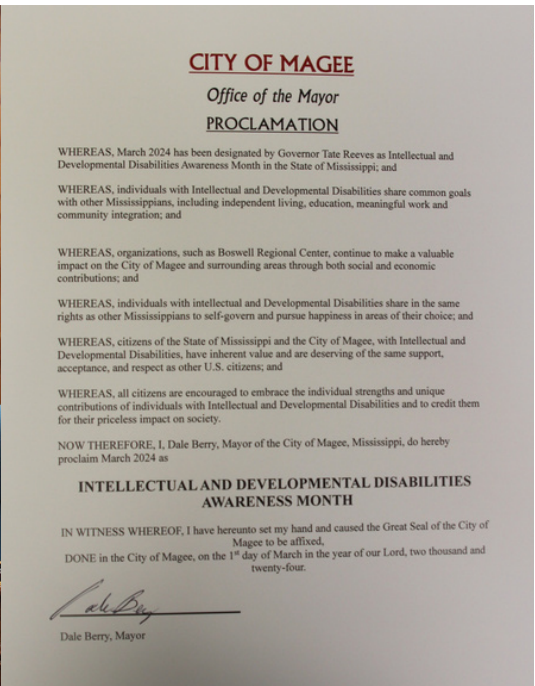 CITY OF MAGEE
Office of the Mayor
PROCLAMATION
WHEREAS, March 2024 has been designated by Governor Tate Reeves as Intellectual and
Developmental Disabilities Awareness Month in the State of Mississippi; and
WHEREAS, individuals with Intellectual and Developmental Disabilities share common goals
with other Mississippians, including independent living, education, meaningful work and
community integration; and
WHEREAS, organizations, such as Boswell Regional Center, continue to make a valuable
impact on the City of Magee and surrounding areas through both social and economic
contributions; and
WHEREAS, individuals with intellectual and Developmental Disabilities share in the same
rights as other Mississippians to self-govern and pursue happiness in areas of their choice; and
WHEREAS, citizens of the State of Mississippi and the City of Magee, with Intellectual and
Developmental Disabilities, have inherent value and are deserving of the same support,
acceptance, and respect as other U.S. citizens; and
WHEREAS, all citizens are encouraged to embrace the individual strengths and unique
contributions of individuals with Intellectual and Developmental Disabilities and to credit them
for their priceless impact on society.
NOW THEREFORE, I, Dale Berry, Mayor of the City of Magee, Mississippi, do hereby
proclaim March 2024 as
INTELLECTUAL AND DEVELOPMENTAL DISABILITIES
AWARENESS MONTH
IN WITNESS WHEREOF, I have hereunto set my hand and caused the Great Seal of the City of
Magee to be affixed,
DONE in the City of Magee, on the 1st day of March in the year of our Lord, two thousand and
twenty-four.
Dale Berry
Dale Berry, Mayor